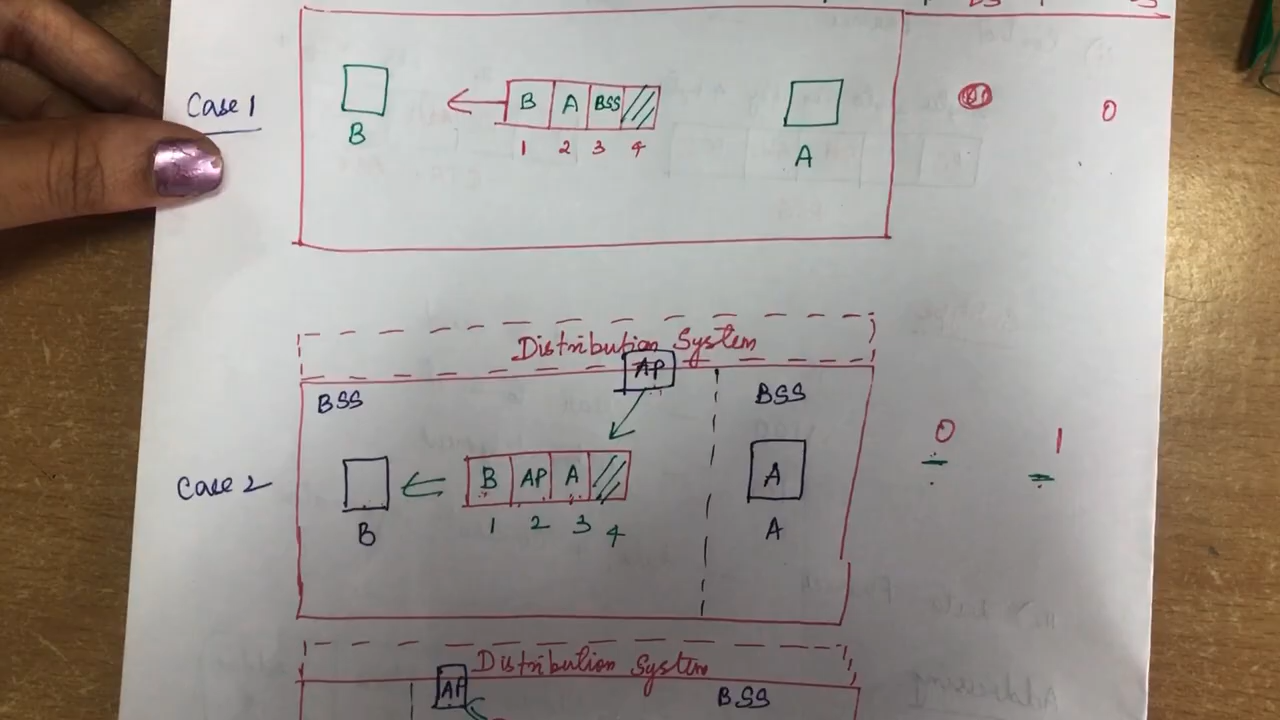 Case 1
B A BSS
0
1 2 3 4
B
A
Distribution System
AP
BSS
BSS
0 1
Case 2
B AP A
A
1 2 3 4
B
A
Distribution System
AP
BSS